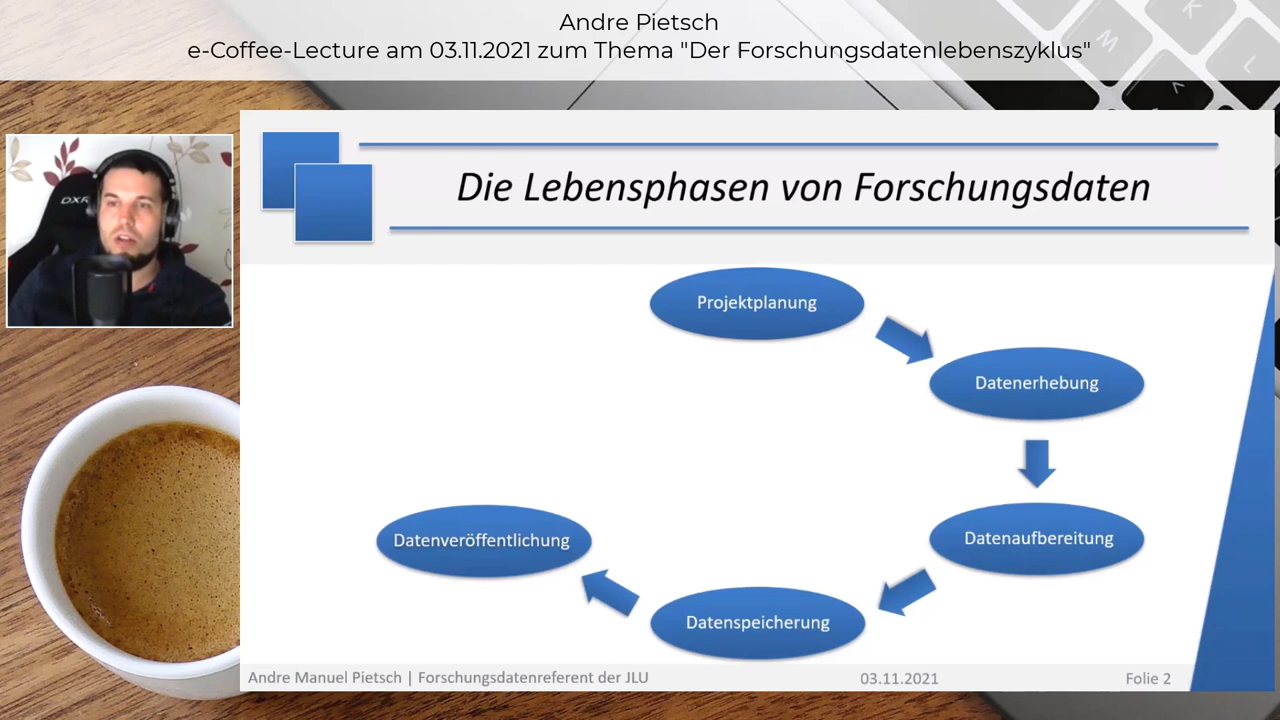 Andre Pietsch
e-Coffee-Lecture am 03.11.2021 zum Thema "Der Forschungsdatenlebenszyklus"
DXR
Die Lebensphasen von Forschungsdaten
Projektplanung
Datenerhebung
Datenaufbereitung
Datenspeicherung
Datenveröffentlichung
Andre Manuel Pietsch | Forschungsdatenreferent der JLU
03.11.2021
Folie 2